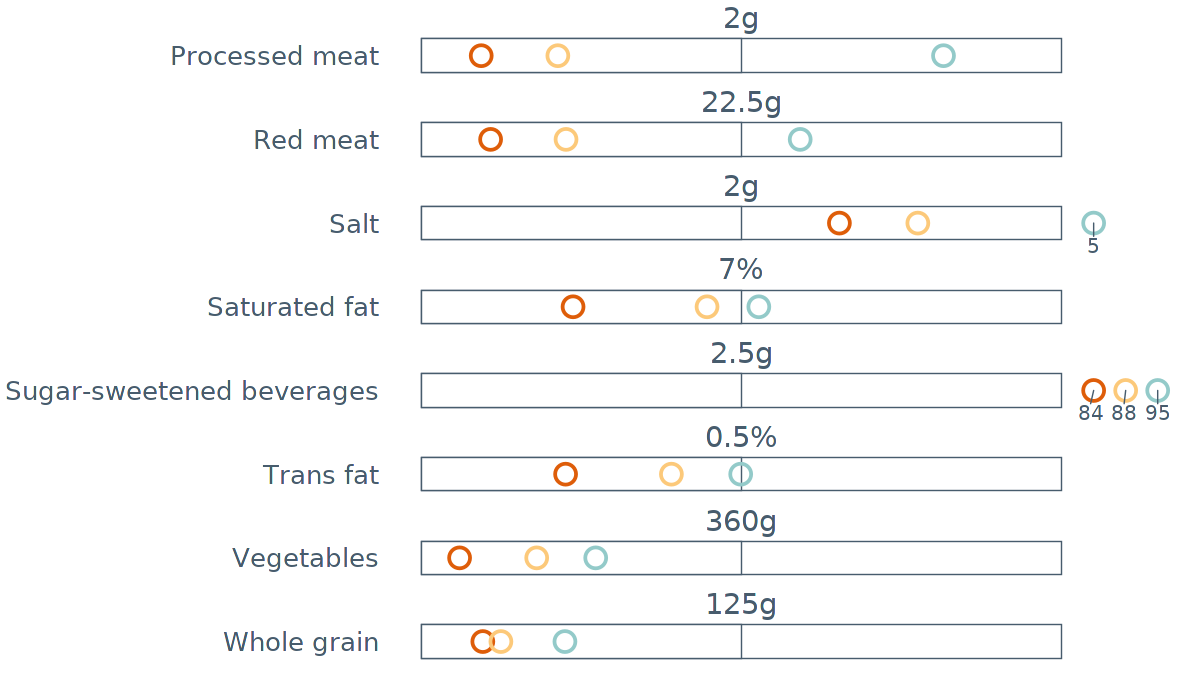 2g
Processed meat
22.5g
Red meat
2g
Salt
5
7%
Saturated fat
2.5g
Sugar-sweetened beverages
84 88 95
0.5%
Trans fat
360g
Vegetables
125g
Whole grain